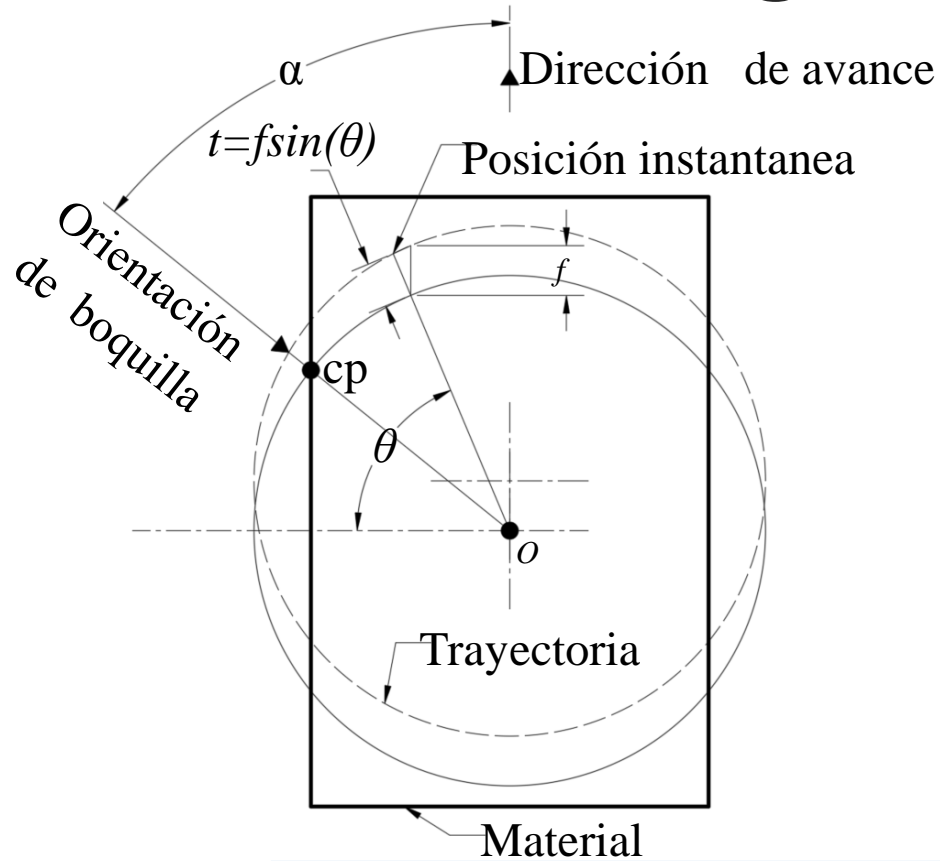 α
Dirección de avance
t=fsin(θ)
Posición instantanea
Orientación
de boquilla
f
cp
θ
o
Trayectoria
Material